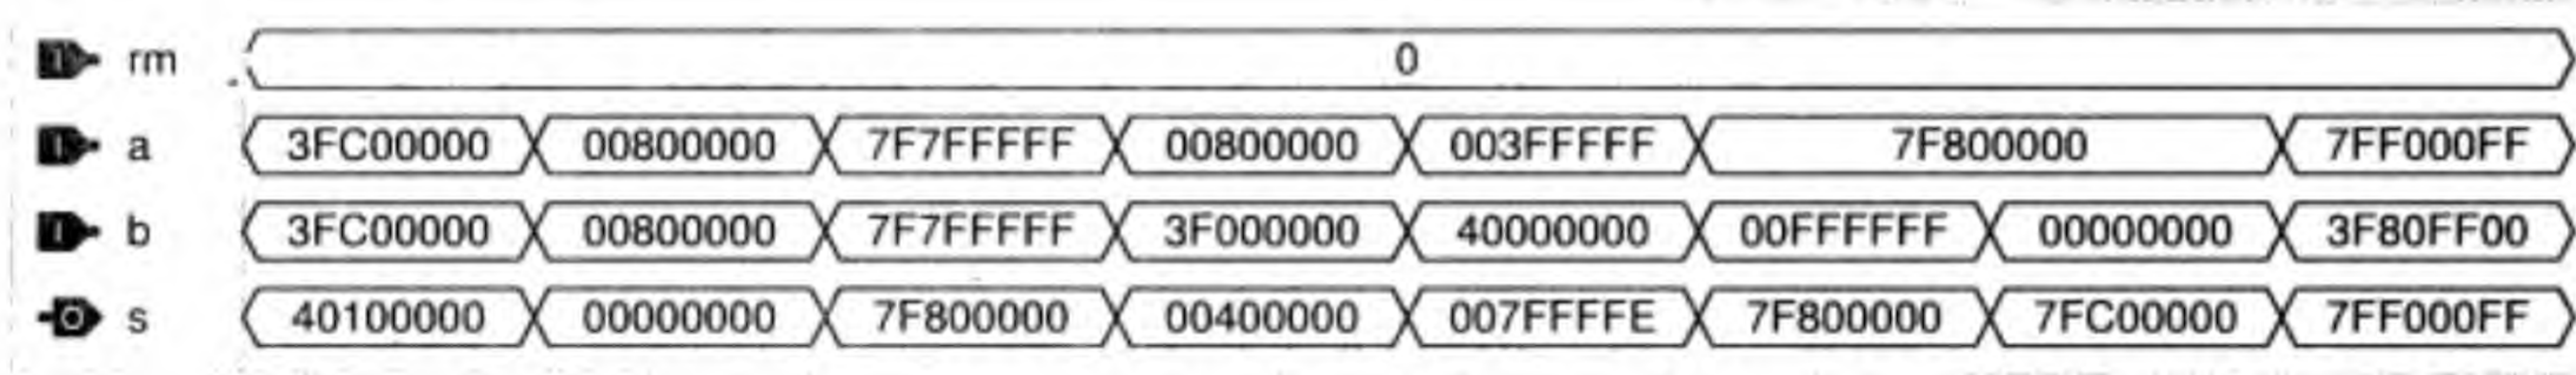 rm 0
a 3FC00000 00800000 7F7FFFFF 00800000 003FFFFF 7F800000 7FF000FF
b 3FC00000 00800000 7F7FFFFF 3F000000 40000000 00FFFFFF 00000000 3F80FF00
s 40100000 00000000 7F800000 00400000 007FFFFE 7F800000 7FC00000 7FF000FF